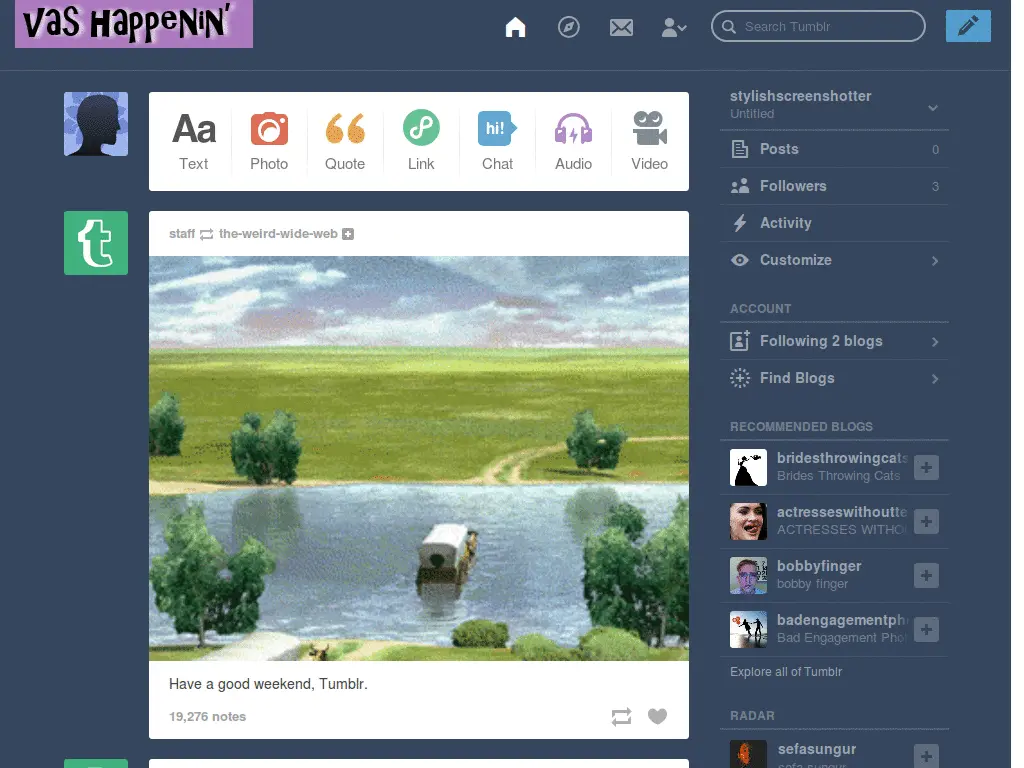 vas Happenin'
Search Tumblr
Aa
hi!
Text
Photo
Quote
Link
Chat
Audio
Video
t
staff the-weird-wide-web
Have a good weekend, Tumblr.
19,276 notes
stylishscreenshotter
Untitled
Posts 0
Followers 3
Activity
Customize
ACCOUNT
Following 2 blogs
Find Blogs
RECOMMENDED BLOGS
bridesthrowingcats
Brides Throwing Cats
actresseswithoutte
ACTRESSES WITHO
bobbyfinger
bobby finger
badengagementph
Bad Engagement Pho
Explore all of Tumblr
RADAR
sefasungur
sefa sungur